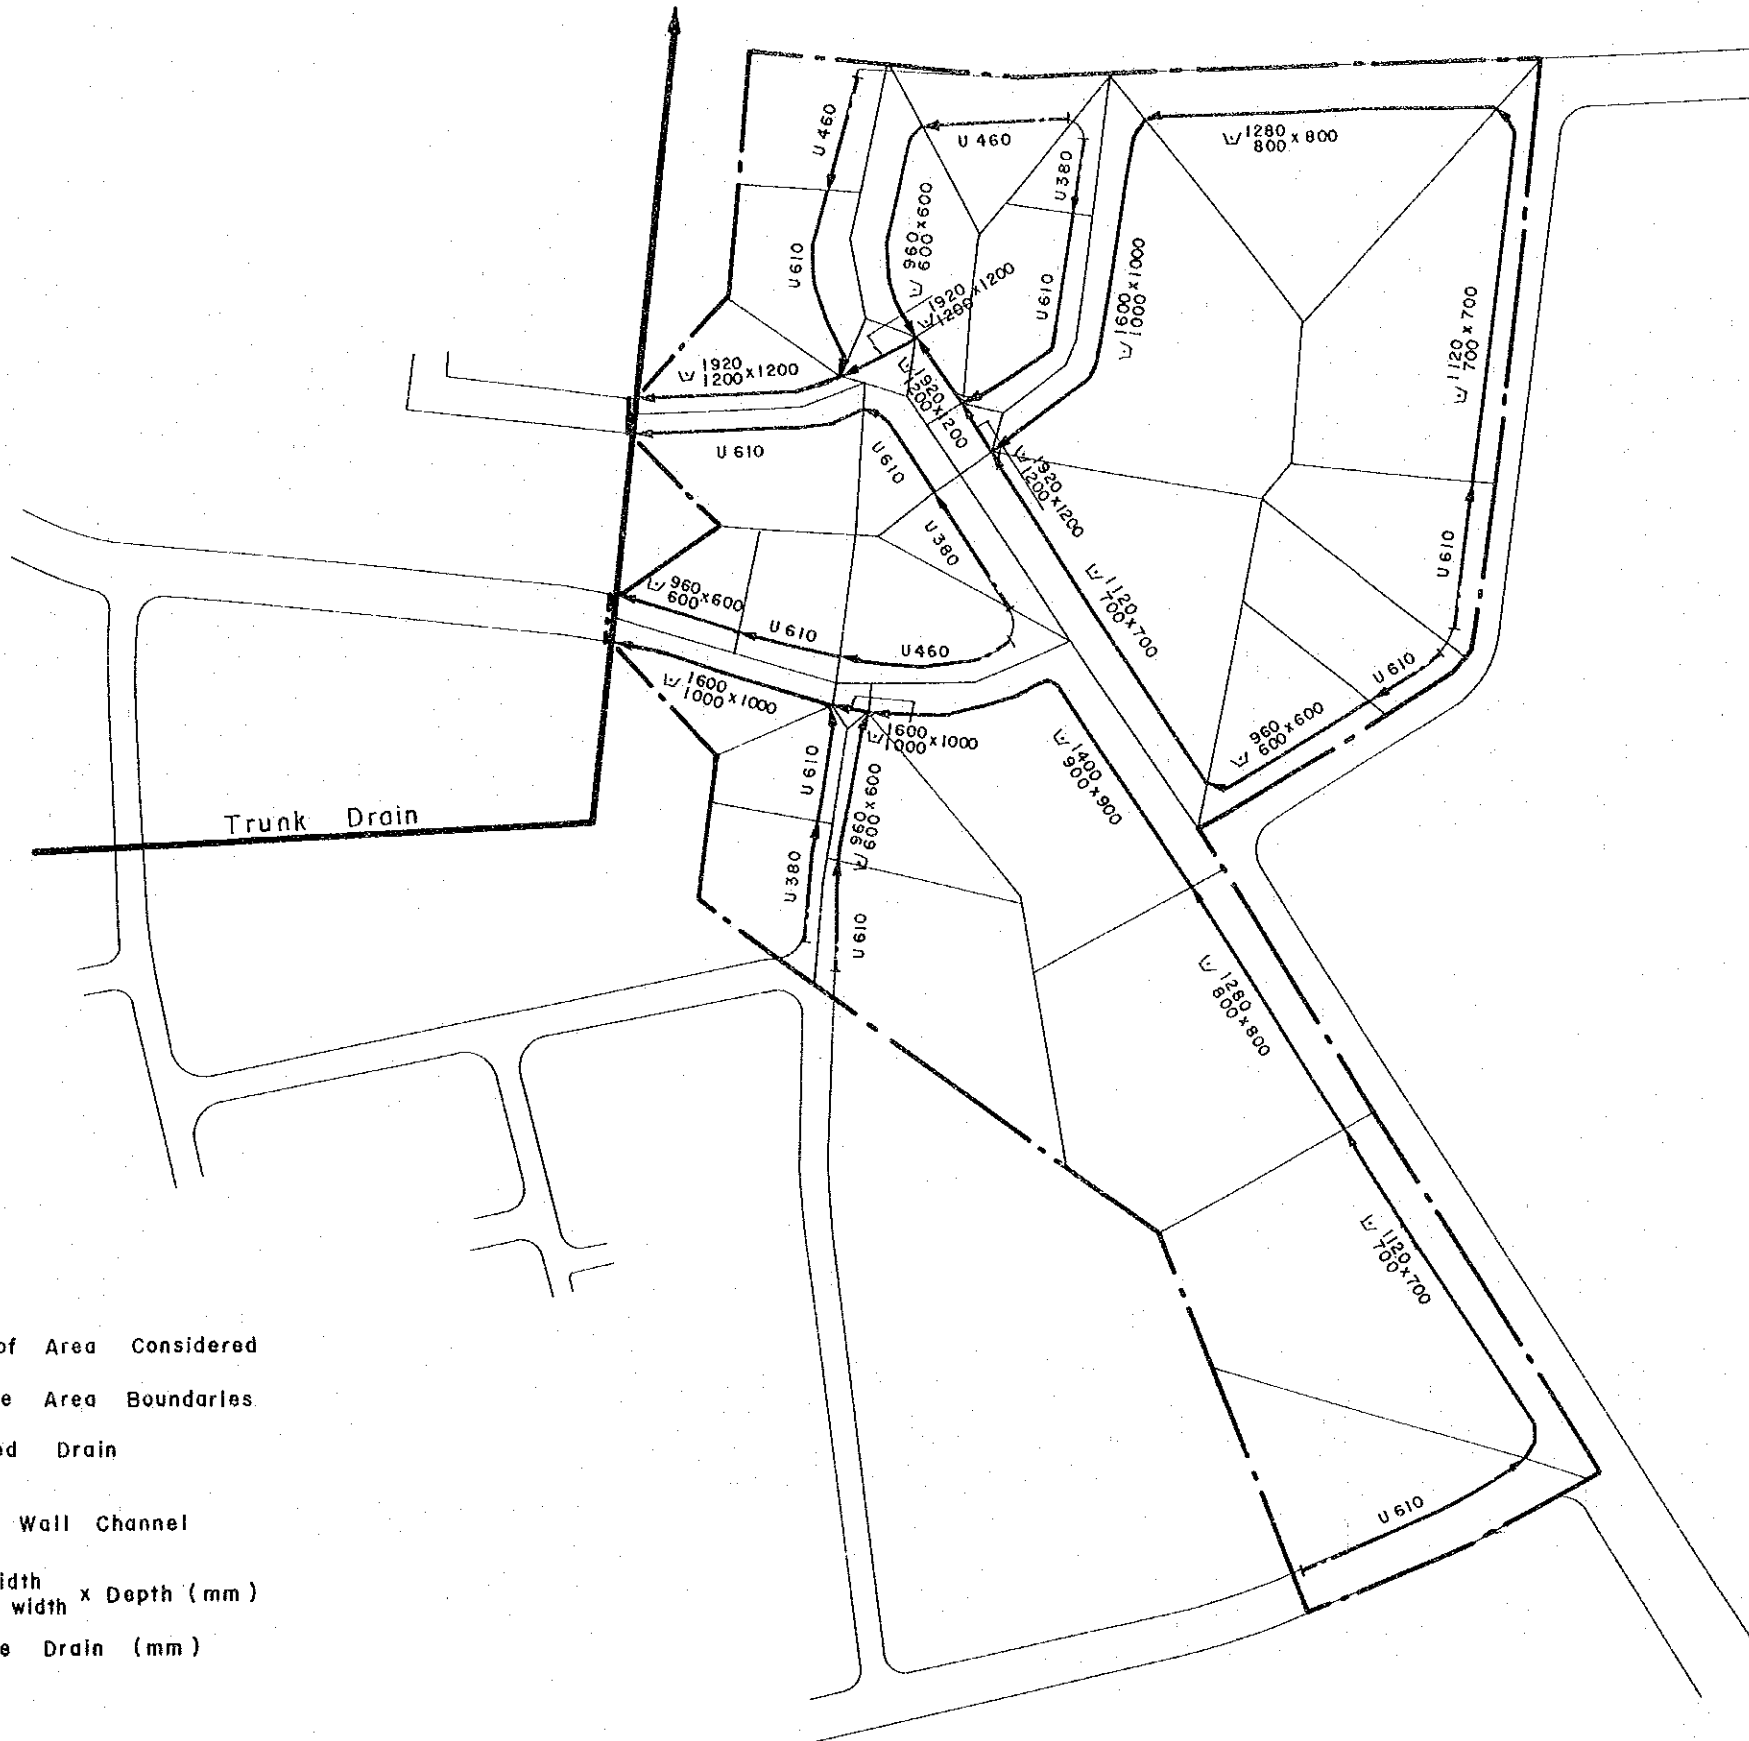 U 460
U 460
U 380
1280
800 x 800
U 610
960
600 x 600
1920
1200 x 1200
U 610
1600
1000 x 1000
1120
700 x 700
1920
1200 x 1200
1920
1200 x 1200
U 610
U 610
1920
1200 x 1200
U 380
U 610
960 x 600
600
U 610
U 460
1120
700 x 700
U 610
1600
1000 x 1000
960
600 x 600
1600
1000 x 1000
U 610
960
600 x 600
1400
900 x 900
Trunk Drain
U 380
U 610
1280
800 x 800
1120
700 x 700
U 610
of Area Considered
e Area Boundaries
ed Drain
Wall Channel
idth
width x Depth (mm)
e Drain (mm)